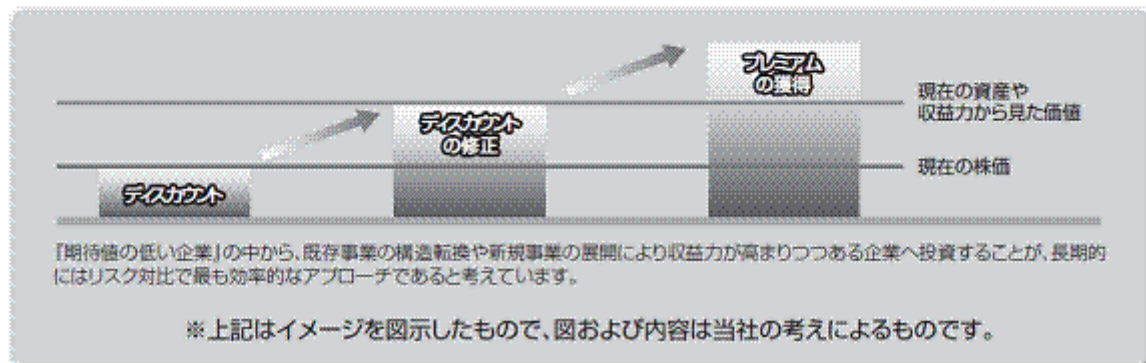 プレミアム
の獲得
現在の資産や
収益力から見た価値
ディスカウント
の修正
現在の株価
ディスカウント
『期待値の低い企業』の中から、既存事業の構造転換や新規事業の展開により収益力が高まりつつある企業へ投資することが、長期的
にはリスク対比で最も効率的なアプローチであると考えています。
※上記はイメージを図示したもので、図および内容は当社の考えによるものです。